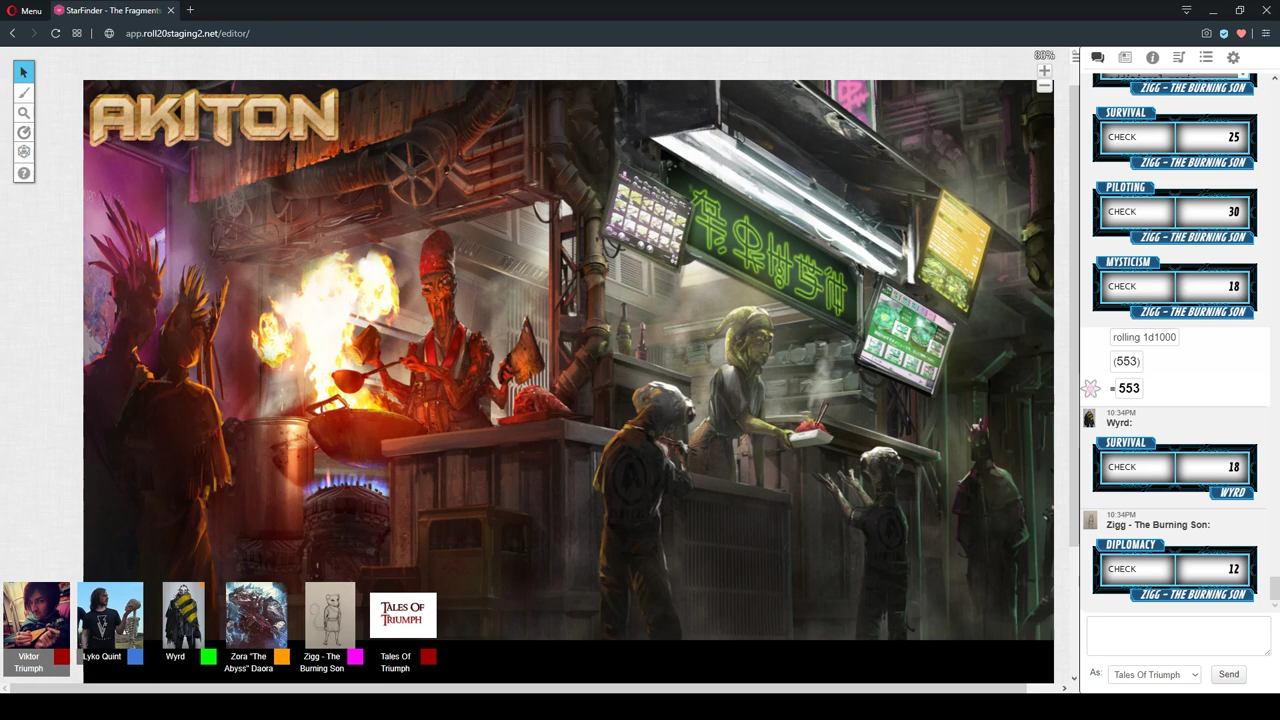 Menu
StarFinder - The Fragments
app.roll20staging2.net/editor/
80%
AKITON
ZIGG - THE BURNING SON
SURVIVAL
CHECK 25
ZIGG - THE BURNING SON
PILOTING
CHECK 30
ZIGG - THE BURNING SON
MYSTICISM
CHECK 18
ZIGG - THE BURNING SON
rolling 1d1000
(553)
= 553
10:34PM
Wyrd:
SURVIVAL
CHECK 18
WYRD
10:34PM
Zigg - The Burning Son:
DIPLOMACY
CHECK 12
ZIGG - THE BURNING SON
As: Tales Of Triumph Send
TALES OF
TRIUMPH
Viktor
Triumph
Lyko Quint
Wyrd
Zora "The
Abyss" Daora
Zigg - The
Burning Son
Tales Of
Triumph